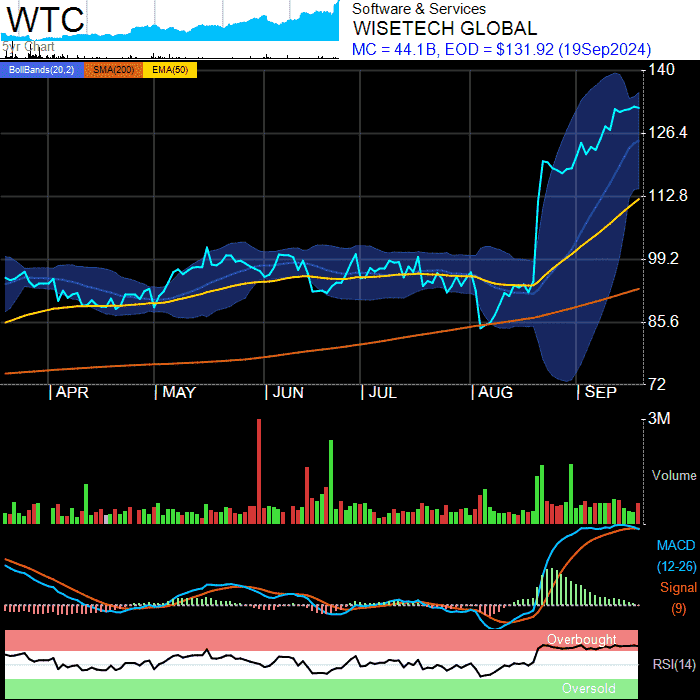 WTC
5yr Chart
Software & Services
WISETECH GLOBAL
MC = 44.1B, EOD = $131.92 (19Sep2024)
BollBands(20,2) SMA(200) EMA(50)
140
126.4
112.8
99.2
85.6
72
APR MAY JUN JUL AUG SEP
3M
Volume
MACD
(12-26)
Signal
(9)
Overbought
RSI(14)
Oversold